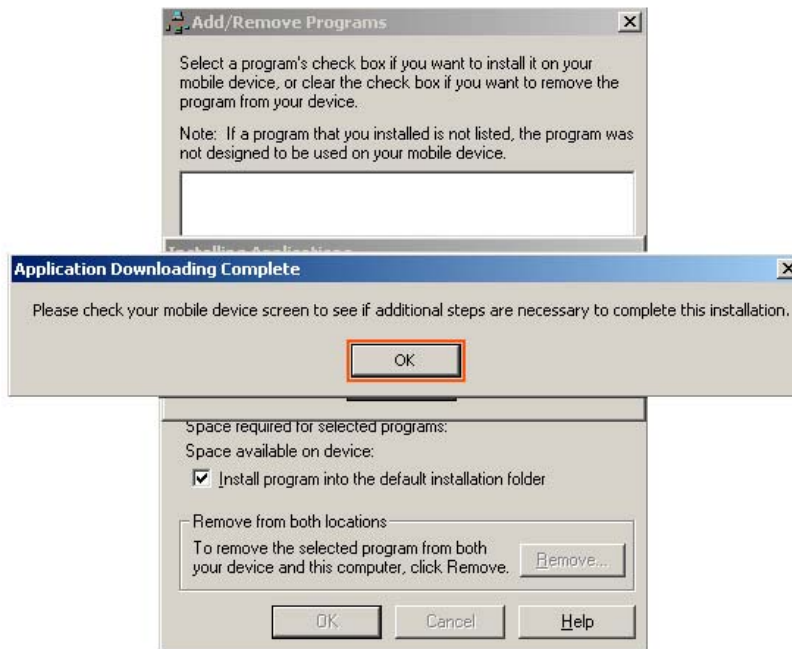 Add/Remove Programs
Select a program's check box if you want to install it on your
mobile device, or clear the check box if you want to remove the
program from your device.
Note: If a program that you installed is not listed, the program was
not designed to be used on your mobile device.
Installing Applications
Application Downloading Complete
Please check your mobile device screen to see if additional steps are necessary to complete this installation.
OK
Space required for selected programs:
Space available on device:
Install program into the default installation folder
Remove from both locations
To remove the selected program from both
your device and this computer, click Remove.
Remove...
OK
Cancel
Help